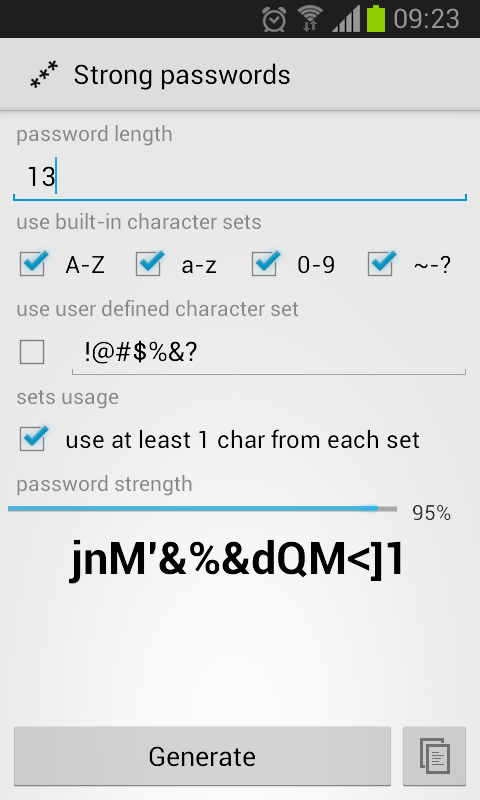 09:23
Strong passwords
password length
13
use built-in character sets
A-Z a-z 0-9 ~-?
use user defined character set
!@#$%&?
sets usage
use at least 1 char from each set
password strength
95%
jnM'&%&dQM<]1
Generate